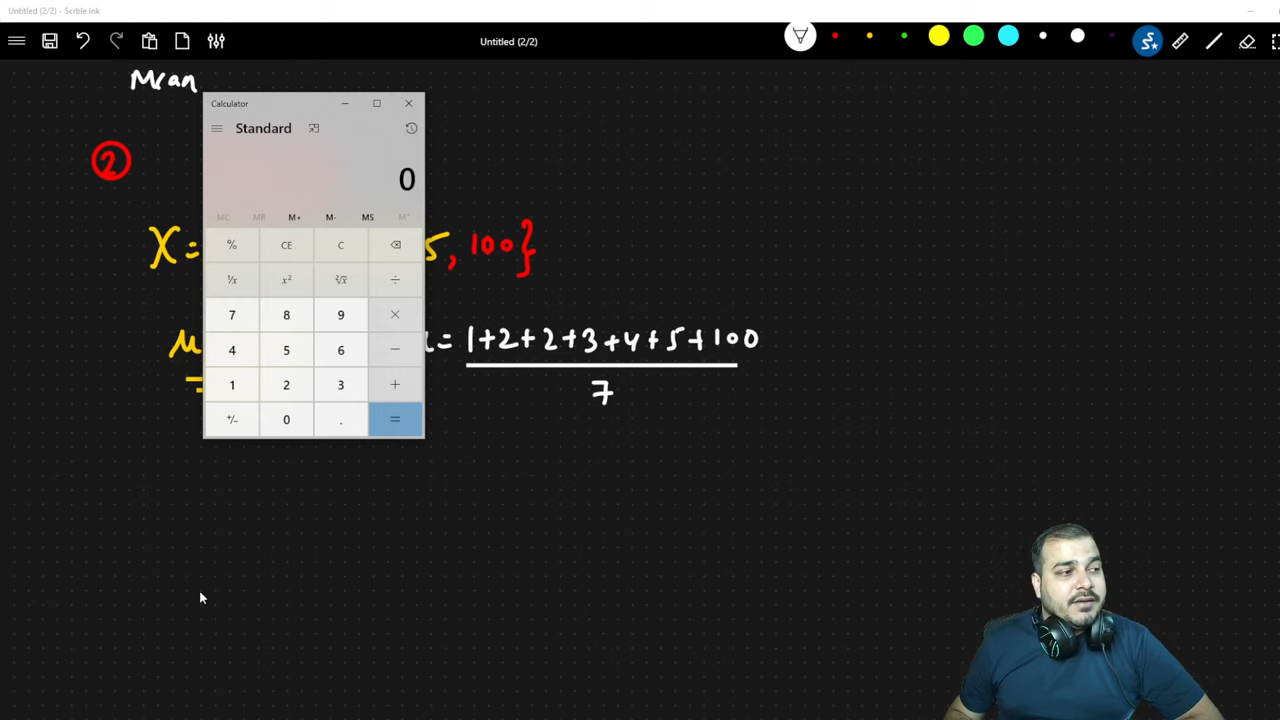 Untitled (2/2) - Scrble Ink
Untitled (2/2)
Mean
Calculator
Standard
0
MC MR M+ M- MS M˅
② 
X = 5, 100}
% CE C
¹/x x² ²√x ÷
7 8 9 ×
4 5 6 −
1 2 3 +
+/− 0 . =
μ = 1+2+2+3+4+5+100
7